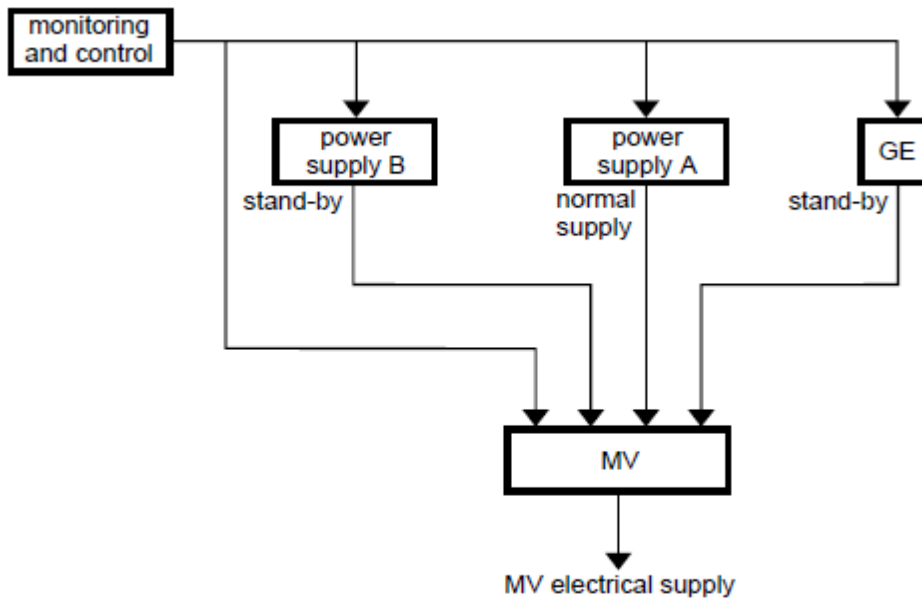 monitoring
and control
power
supply B
power
supply A
GE
stand-by
normal
supply
stand-by
MV
MV electrical supply